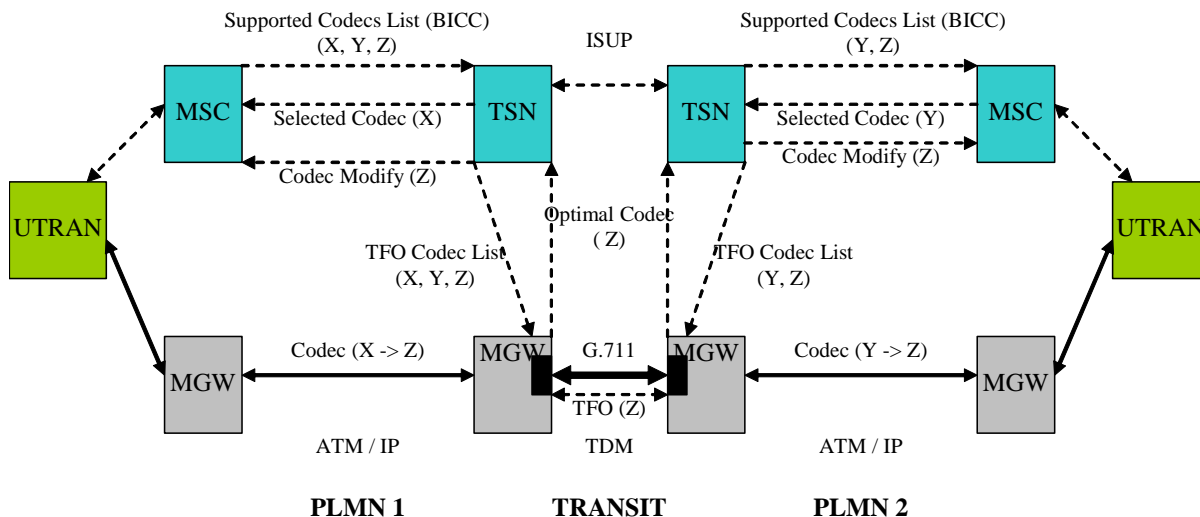 Supported Codecs List (BICC)
(X, Y, Z)
ISUP
Supported Codecs List (BICC)
(Y, Z)
MSC
TSN
TSN
MSC
Selected Codec (X)
Selected Codec (Y)
Codec Modify (Z)
Codec Modify (Z)
UTRAN
UTRAN
Optimal Codec
( Z)
TFO Codec List
(X, Y, Z)
TFO Codec List
(Y, Z)
MGW
Codec (X -> Z)
MGW
G.711
MGW
Codec (Y -> Z)
MGW
TFO (Z)
ATM / IP
TDM
ATM / IP
PLMN 1
TRANSIT
PLMN 2